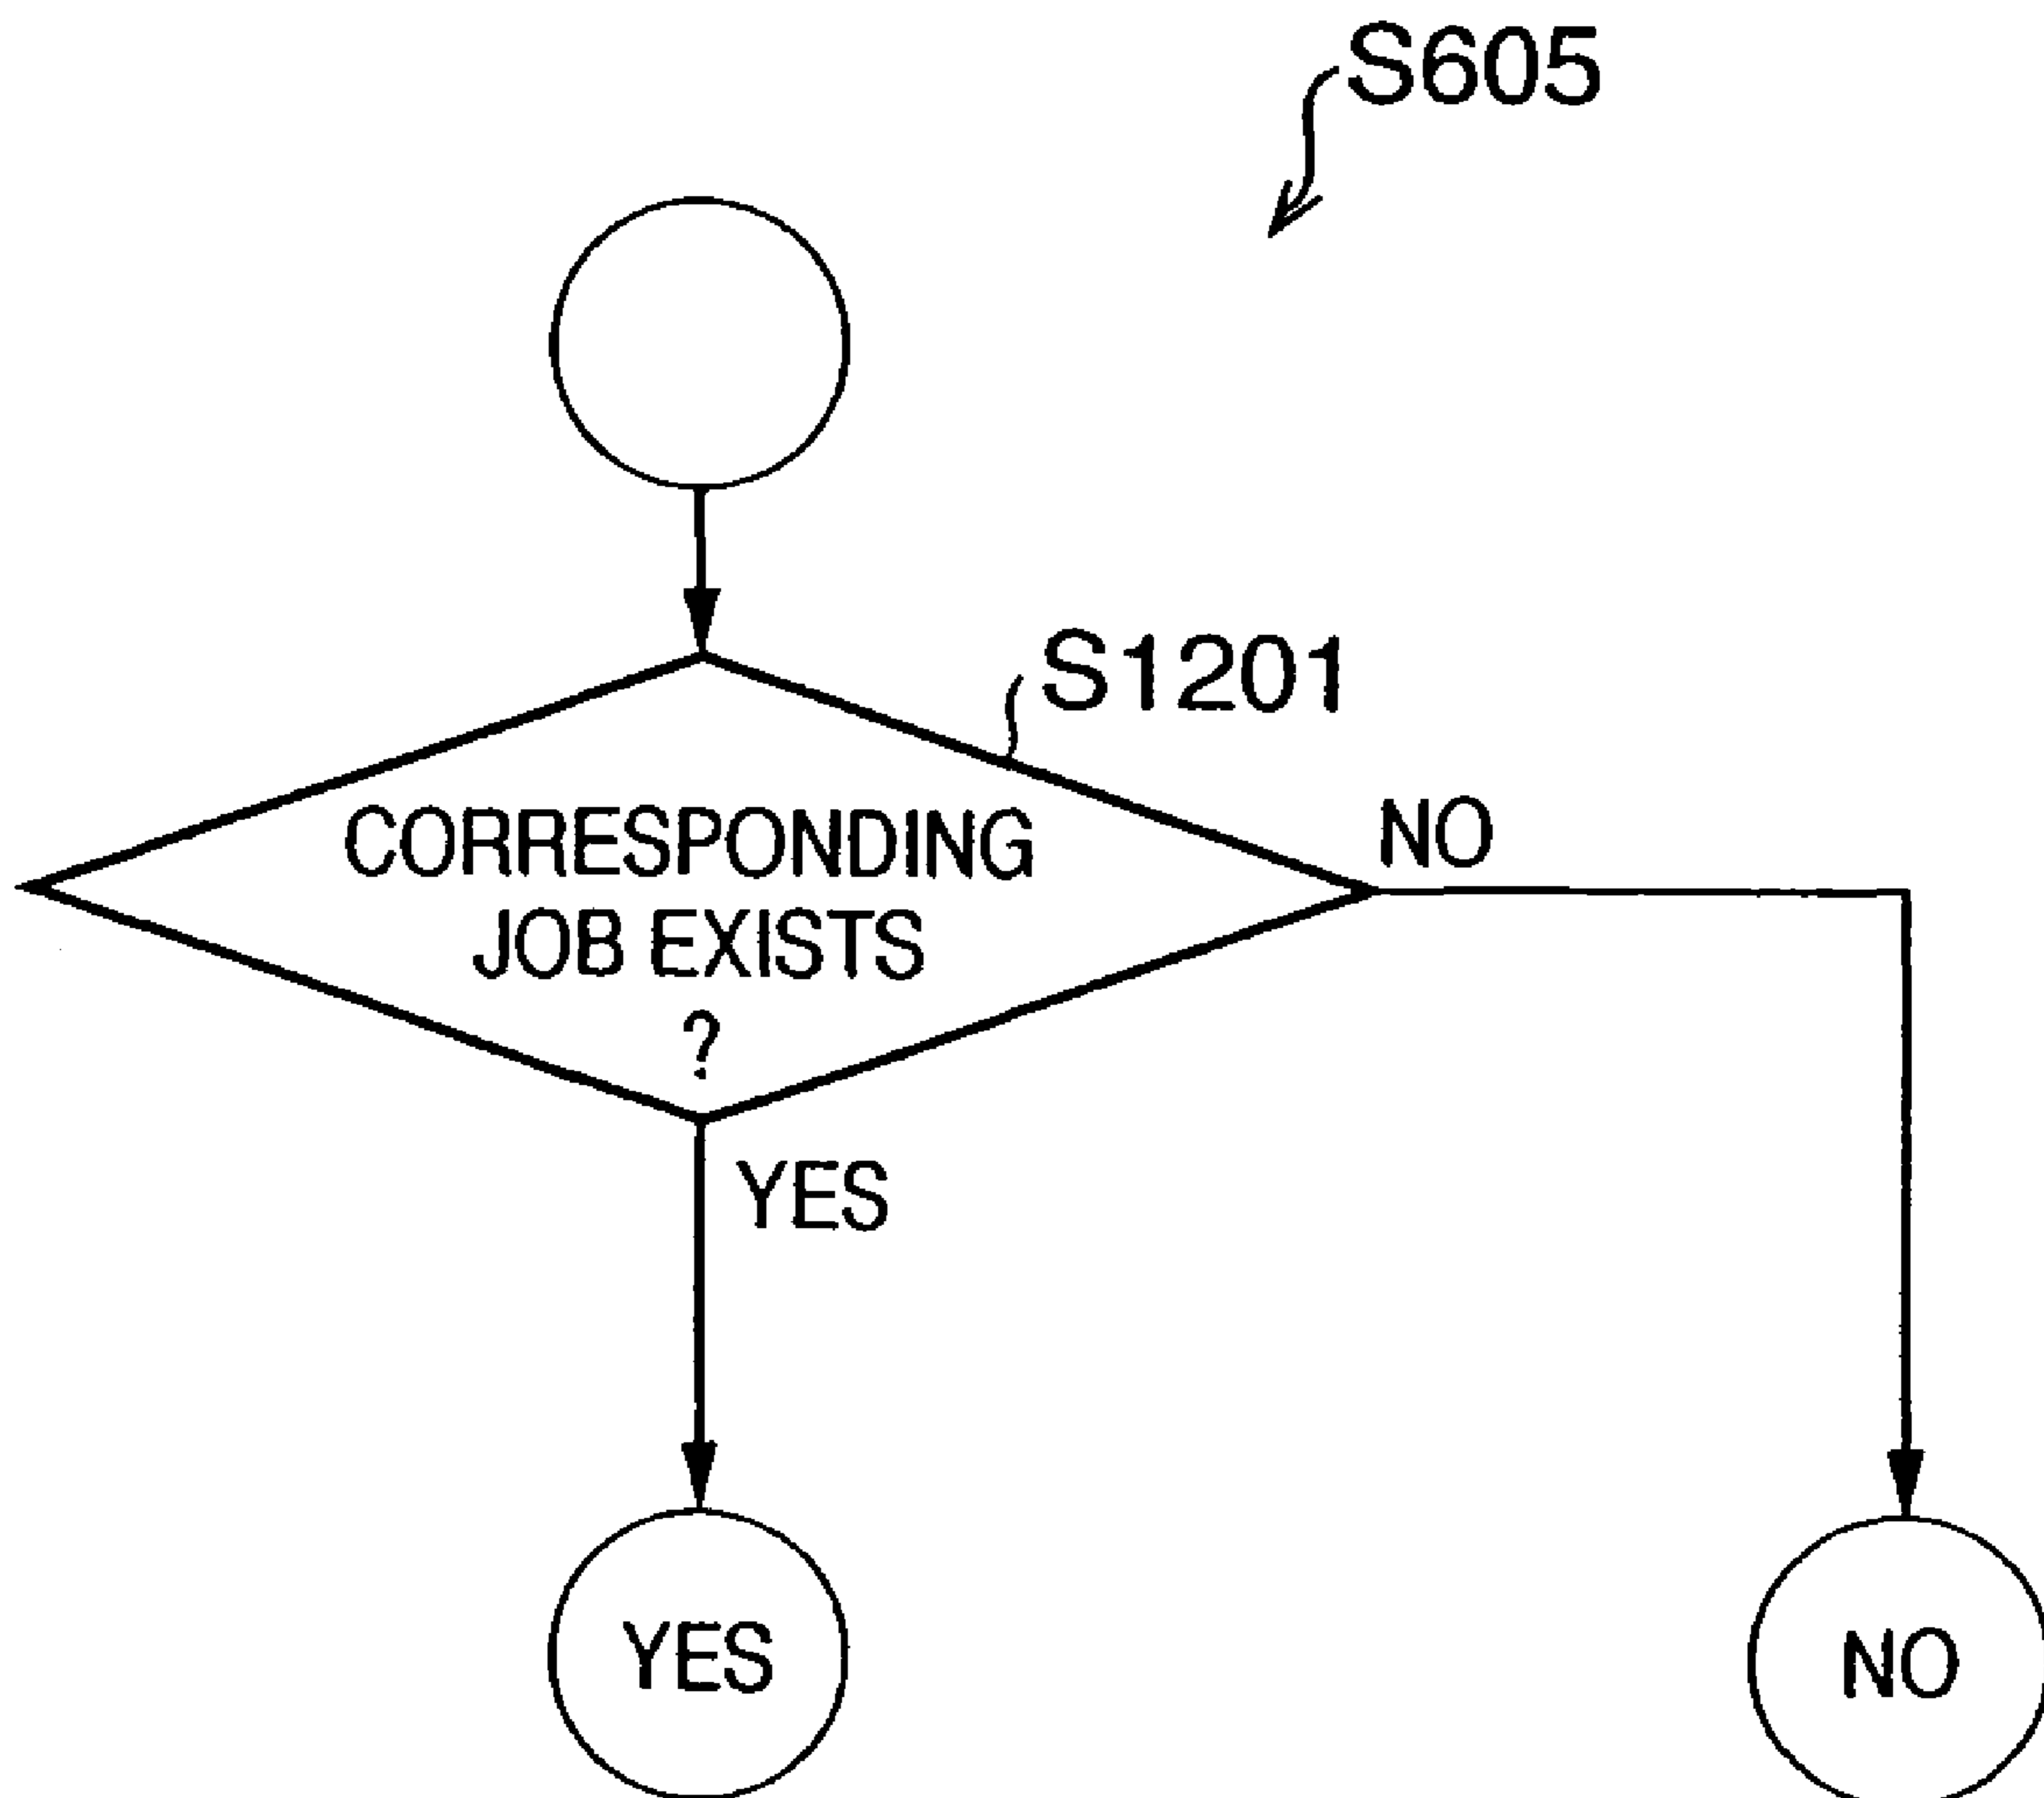 S605
S1201
CORRESPONDING
JOB EXISTS
?
NO
YES
YES
NO